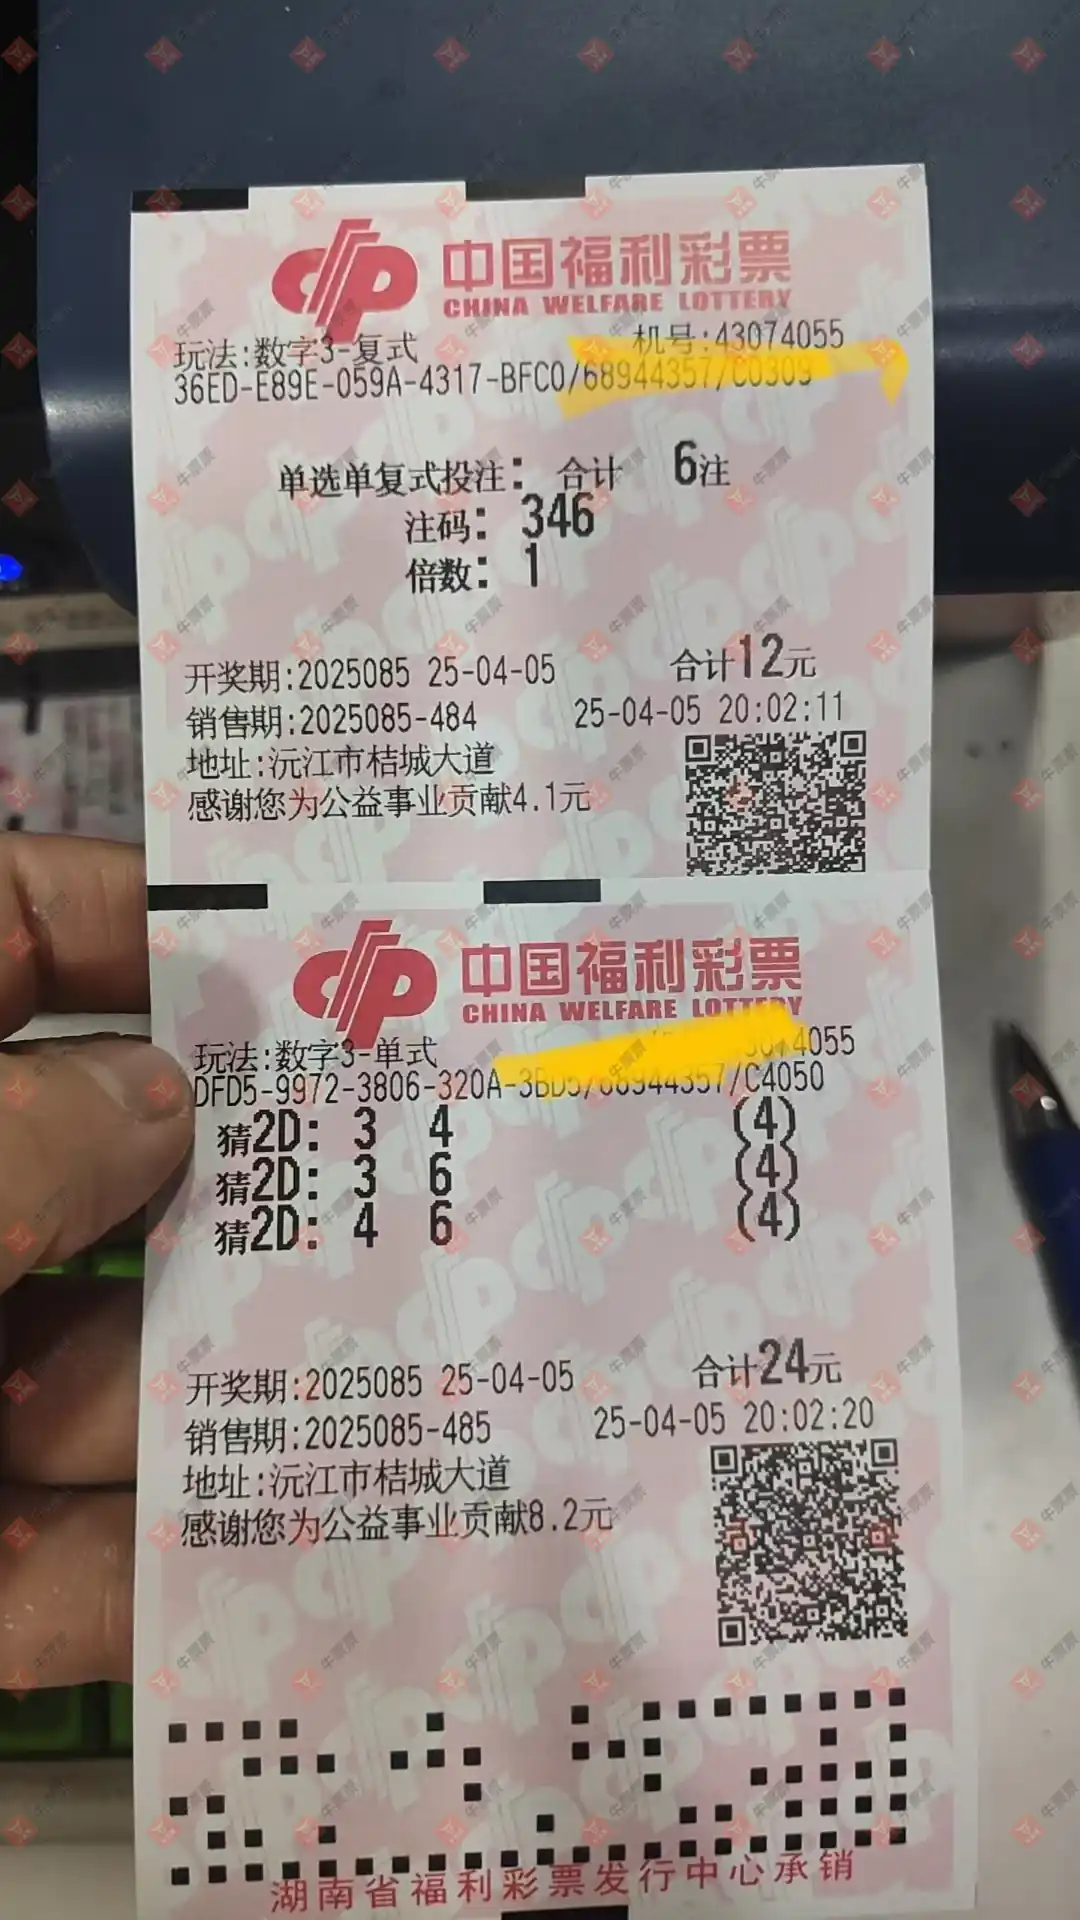 中国福利彩票
CHINA WELFARE LOTTERY
机号:43074055
玩法:数字3-复式
36ED-E89E-059A-4317-BFC0/68944357/C0309
单选单复式投注: 合计 6注
注码: 346
倍数: 1
开奖期:2025085 25-04-05 合计12元
销售期:2025085-484 25-04-05 20:02:11
地址:沅江市桔城大道
感谢您为公益事业贡献4.1元
中国福利彩票
CHINA WELFARE LOTTERY
玩法:数字3-单式 4055
DFD5-9972-3806-320A-3BD5/68944357/C4050
猜2D: 3 4 (4)
猜2D: 3 6 (4)
猜2D: 4 6 (4)
开奖期:2025085 25-04-05 合计24元
销售期:2025085-485 25-04-05 20:02:20
地址:沅江市桔城大道
感谢您为公益事业贡献8.2元
湖南省福利彩票发行中心承销